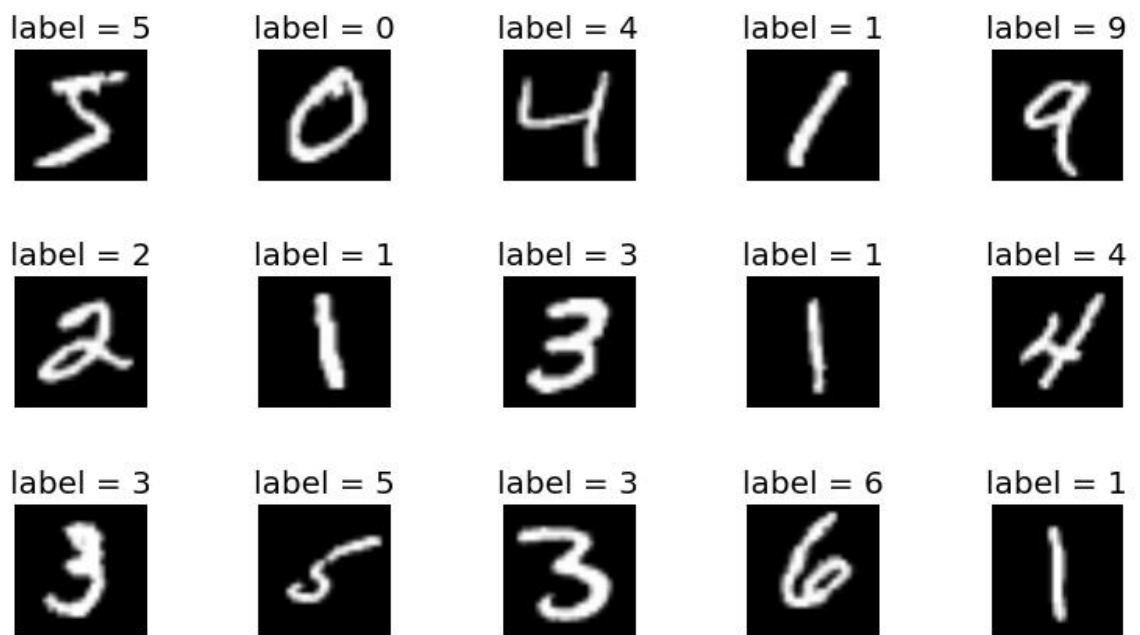 label = 5 label = 0 label = 4 label = 1 label = 9
5 0 4 1 9
label = 2 label = 1 label = 3 label = 1 label = 4
2 1 3 1 4
label = 3 label = 5 label = 3 label = 6 label = 1
3 5 3 6 1